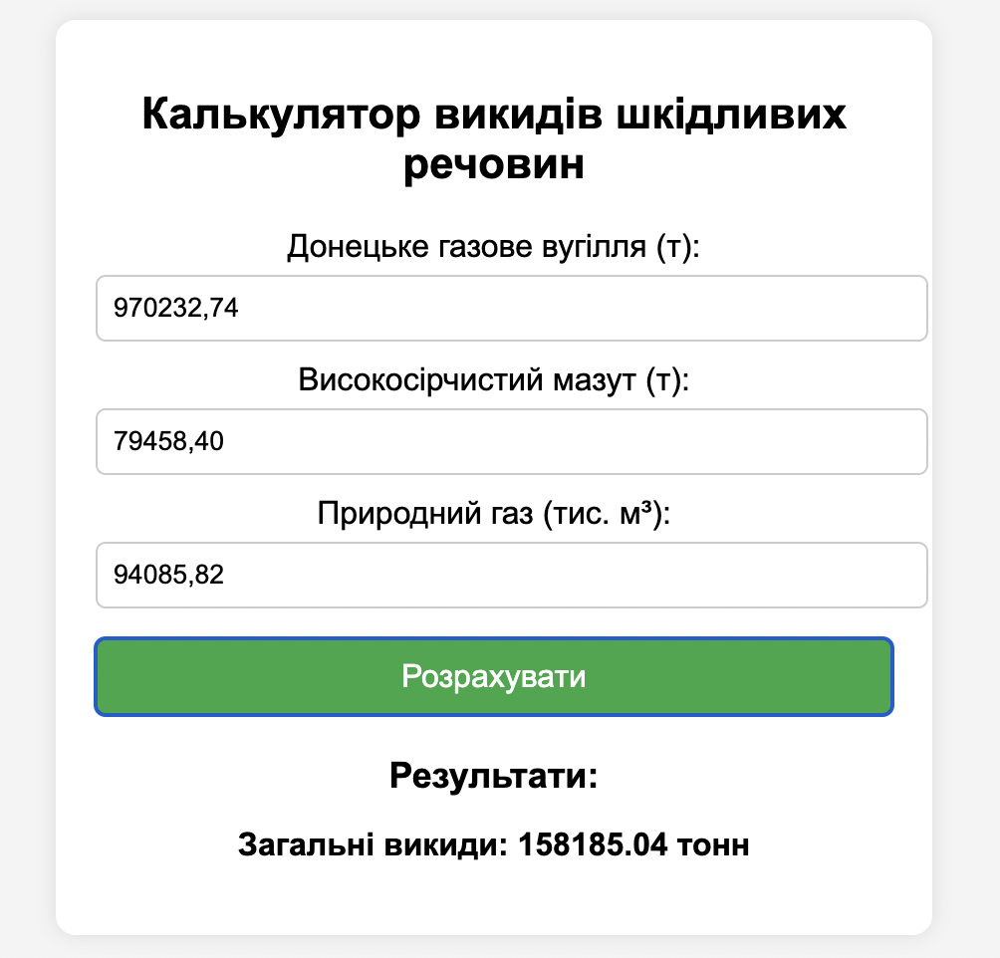 Калькулятор викидів шкідливих
речовин
Донецьке газове вугілля (т):
970232,74
Високосірчистий мазут (т):
79458,40
Природний газ (тис. м³):
94085,82
Розрахувати
Результати:
Загальні викиди: 158185.04 тонн